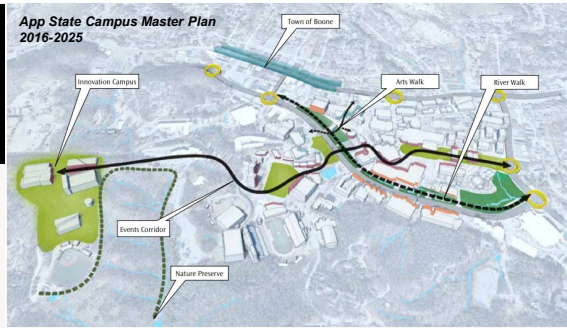 App State Campus Master Plan
2016-2025
Town of Boone
Innovation Campus
Arts Walk
River Walk
Events Corridor
Nature Preserve